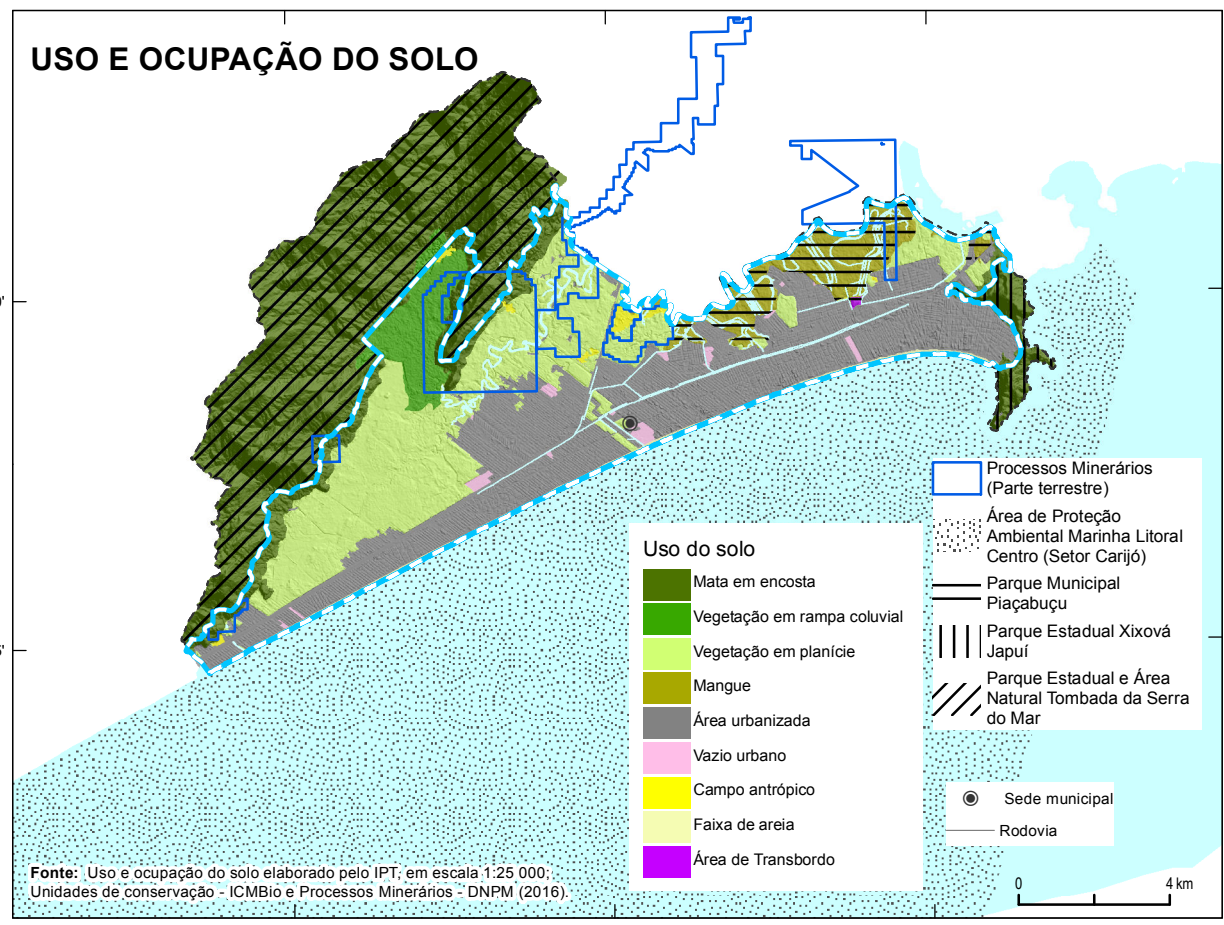 USO E OCUPAÇÃO DO SOLO
0'
5'
Processos Minerários
(Parte terrestre)
Área de Proteção
Ambiental Marinha Litoral
Centro (Setor Carijó)
Parque Municipal
Piaçabuçu
Parque Estadual Xixová
Japuí
Parque Estadual e Área
Natural Tombada da Serra
do Mar
Uso do solo
Mata em encosta
Vegetação em rampa coluvial
Vegetação em planície
Mangue
Área urbanizada
Vazio urbano
Campo antrópico
Faixa de areia
Área de Transbordo
Sede municipal
Rodovia
Fonte: Uso e ocupação do solo elaborado pelo IPT, em escala 1:25 000;
Unidades de conservação - ICMBio e Processos Minerários - DNPM (2016).
0 4 km